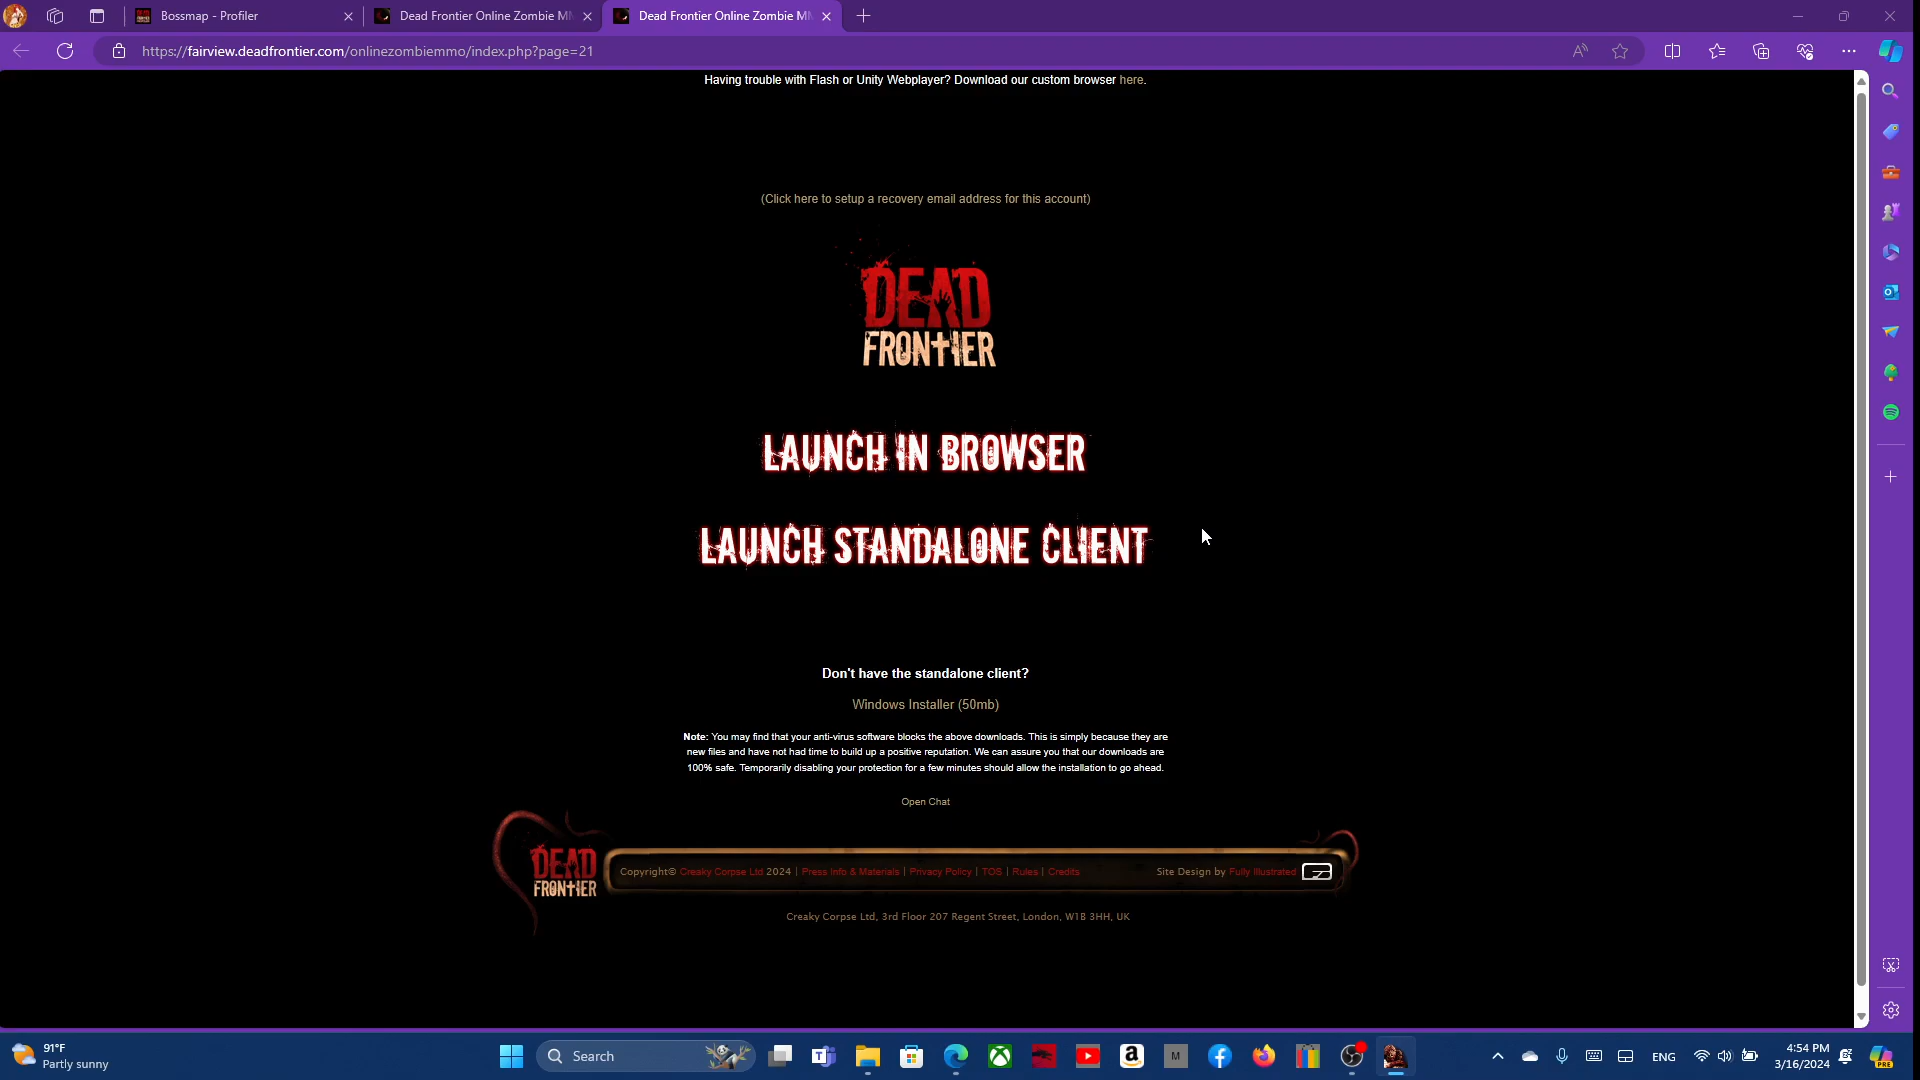 Bossmap - Profiler
Dead Frontier Online Zombie MM
Dead Frontier Online Zombie MM
https://fairview.deadfrontier.com/onlinezombiemmo/index.php?page=21
Having trouble with Flash or Unity Webplayer? Download our custom browser here.
(Click here to setup a recovery email address for this account)
DEAD
FRONTIER
LAUNCH IN BROWSER
LAUNCH STANDALONE CLIENT
Don't have the standalone client?
Windows Installer (50mb)
Note: You may find that your anti-virus software blocks the above downloads. This is simply because they are
new files and have not had time to build up a positive reputation. We can assure you that our downloads are
100% safe. Temporarily disabling your protection for a few minutes should allow the installation to go ahead.
Open Chat
DEAD
FRONTIER
Copyright© Creaky Corpse Ltd 2024 | Press Info & Materials | Privacy Policy | TOS | Rules | Credits
Site Design by Fully Illustrated
Creaky Corpse Ltd, 3rd Floor 207 Regent Street, London, W1B 3HH, UK
91°F
Partly sunny
Search
M
ENG
4:54 PM
3/16/2024
PRE